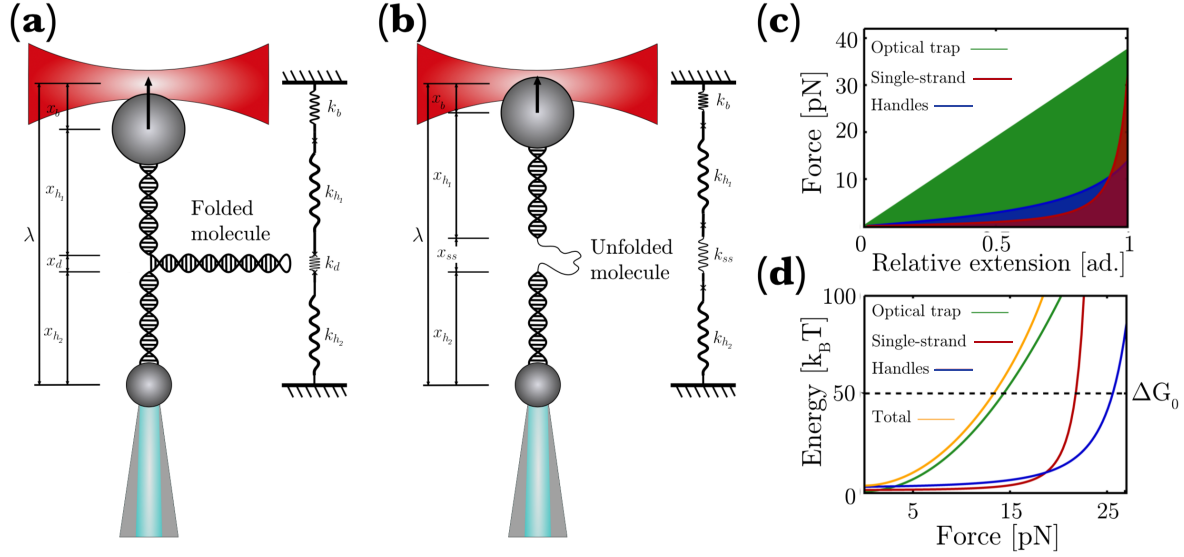 (a)
λ
x_b
x_{h_1}
x_d
x_{h_2}
Folded
molecule
k_b
k_{h_1}
k_d
k_{h_2}
(b)
λ
x_b
x_{h_1}
x_{ss}
x_{h_2}
Unfolded
molecule
k_b
k_{h_1}
k_{ss}
k_{h_2}
(c)
Force [pN]
40
30
20
10
Optical trap
Single-strand
Handles
0
0.5
1
Relative extension [ad.]
(d)
Energy [k_BT]
100
50
0
Optical trap
Single-strand
Handles
Total
ΔG_0
5
15
25
Force [pN]